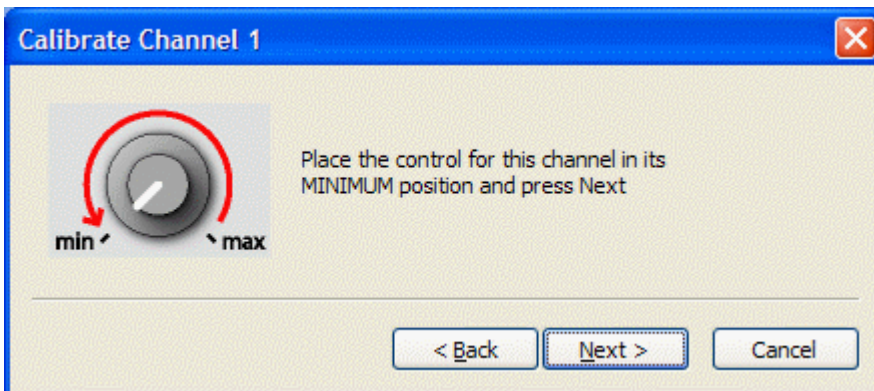 Calibrate Channel 1
Place the control for this channel in its
MINIMUM position and press Next
min
max
< Back
Next >
Cancel